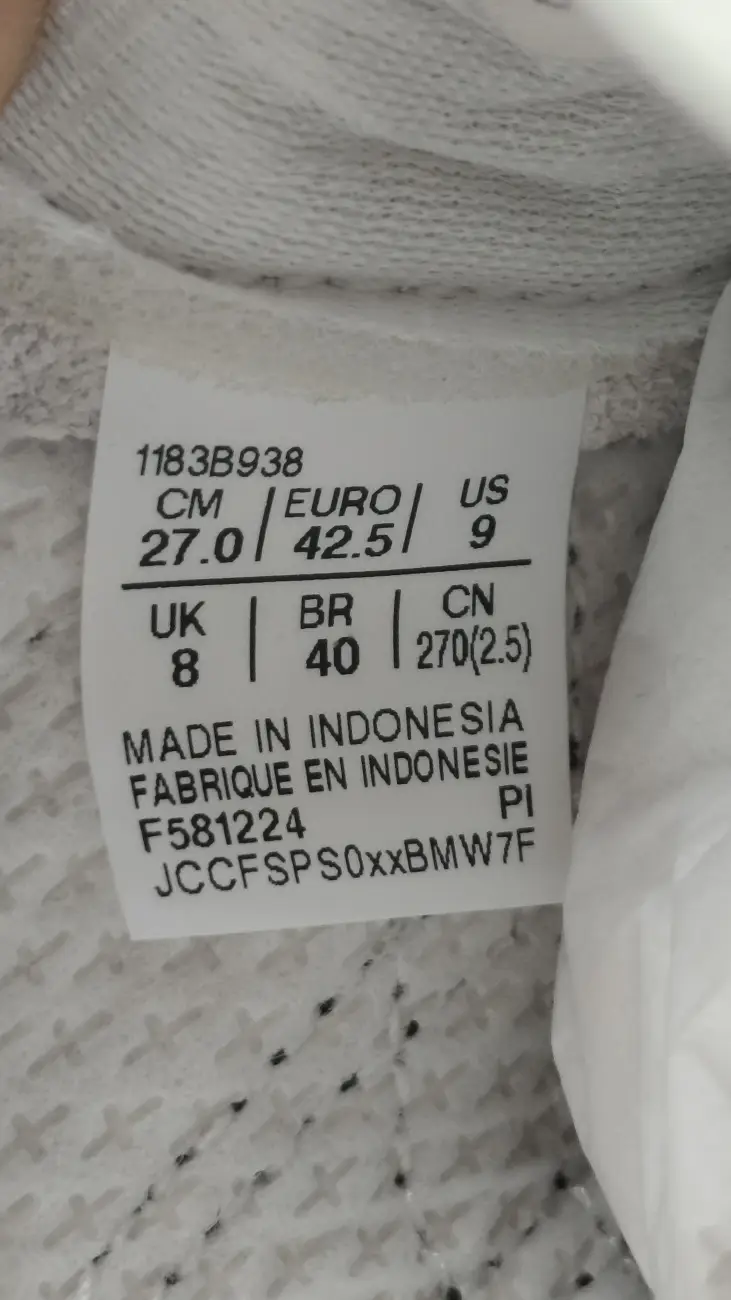 1183B938
CM / EURO / US
27.0 / 42.5 / 9
UK | BR | CN
8 | 40 | 270(2.5)
MADE IN INDONESIA
FABRIQUE EN INDONESIE
F581224 PI
JCCFSPS0xxBMW7F